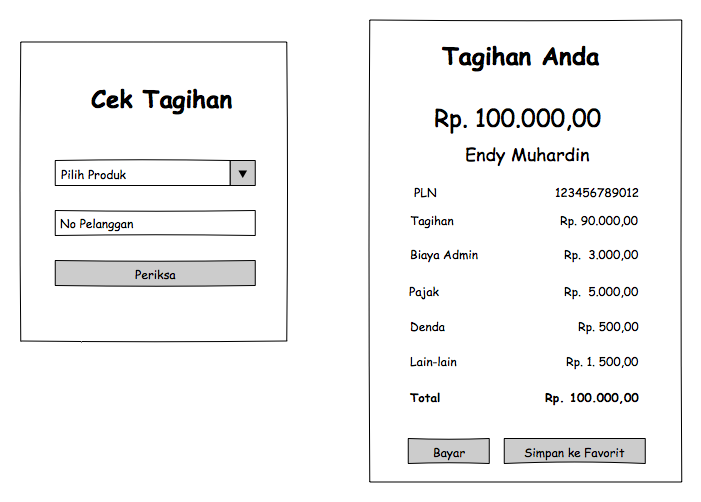 Cek Tagihan
Pilih Produk
No Pelanggan
Periksa
Tagihan Anda
Rp. 100.000,00
Endy Muhardin
PLN 123456789012
Tagihan Rp. 90.000,00
Biaya Admin Rp. 3.000,00
Pajak Rp. 5.000,00
Denda Rp. 500,00
Lain-lain Rp. 1. 500,00
Total Rp. 100.000,00
Bayar Simpan ke Favorit